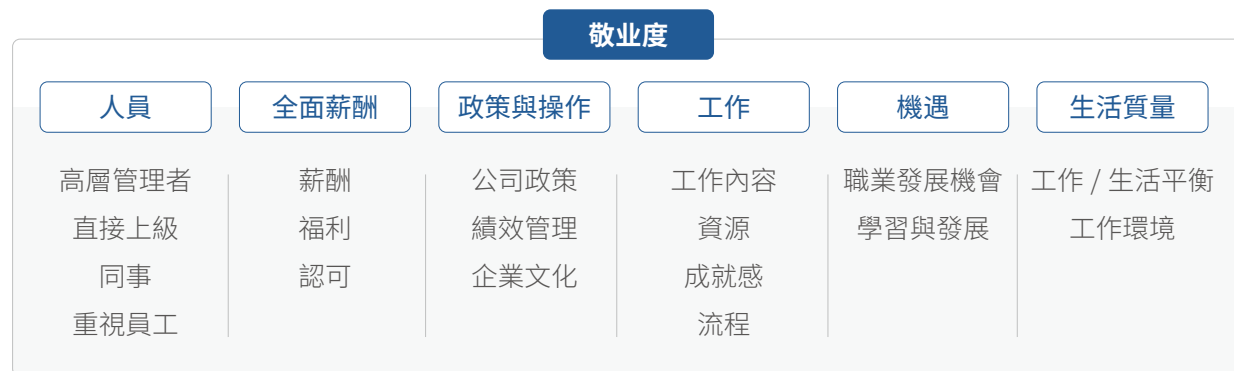 敬业度
人員
全面薪酬
政策與操作
工作
機遇
生活質量
高層管理者
直接上級
同事
重視員工
薪酬
福利
認可
公司政策
績效管理
企業文化
工作內容
資源
成就感
流程
職業發展機會
學習與發展
工作 / 生活平衡
工作環境